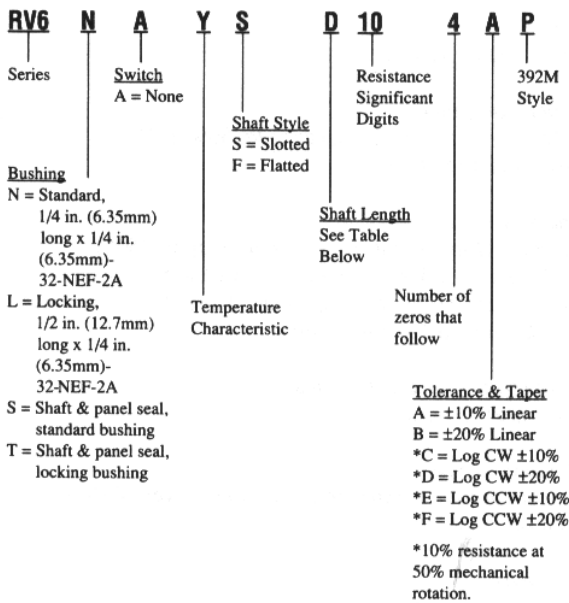 RV6 N A Y S D 10 4 A P
Series
Switch
A = None
Resistance
Significant
Digits
392M
Style
Shaft Style
S = Slotted
F = Flatted
Bushing
N = Standard,
1/4 in. (6.35mm)
long x 1/4 in.
(6.35mm)-
32-NEF-2A
L = Locking,
1/2 in. (12.7mm)
long x 1/4 in.
(6.35mm)-
32-NEF-2A
S = Shaft & panel seal,
standard bushing
T = Shaft & panel seal,
locking bushing
Shaft Length
See Table
Below
Temperature
Characteristic
Number of
zeros that
follow
Tolerance & Taper
A = ±10% Linear
B = ±20% Linear
*C = Log CW ±10%
*D = Log CW ±20%
*E = Log CCW ±10%
*F = Log CCW ±20%
*10% resistance at
50% mechanical
rotation.